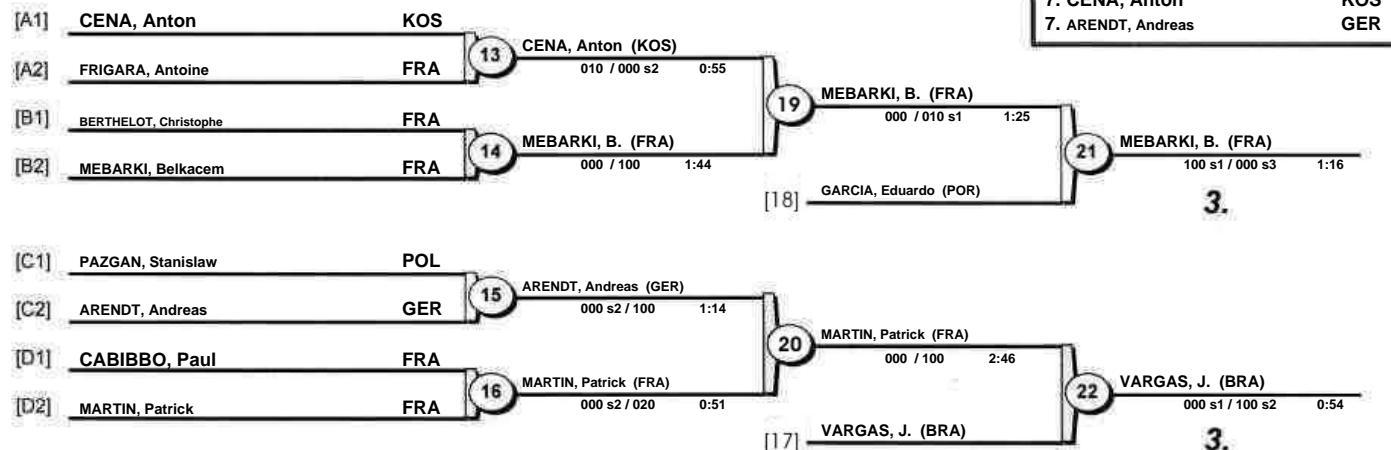 7. CENA, Anton KOS
7. ARENDT, Andreas GER
[A1] CENA, Anton KOS
13
CENA, Anton (KOS)
010 / 000 s2 0:55
[A2] FRIGARA, Antoine FRA
19
MEBARKI, B. (FRA)
000 / 010 s1 1:25
[B1] BERTHELOT, Christophe FRA
14
MEBARKI, B. (FRA)
000 / 100 1:44
[B2] MEBARKI, Belkacem FRA
21
MEBARKI, B. (FRA)
100 s1 / 000 s3 1:16
[18] GARCIA, Eduardo (POR)
3.
[C1] PAZGAN, Stanislaw POL
15
ARENDT, Andreas (GER)
000 s2 / 100 1:14
[C2] ARENDT, Andreas GER
20
MARTIN, Patrick (FRA)
000 / 100 2:46
[D1] CABIBBO, Paul FRA
16
MARTIN, Patrick (FRA)
000 s2 / 020 0:51
[D2] MARTIN, Patrick FRA
22
VARGAS, J. (BRA)
000 s1 / 100 s2 0:54
[17] VARGAS, J. (BRA)
3.